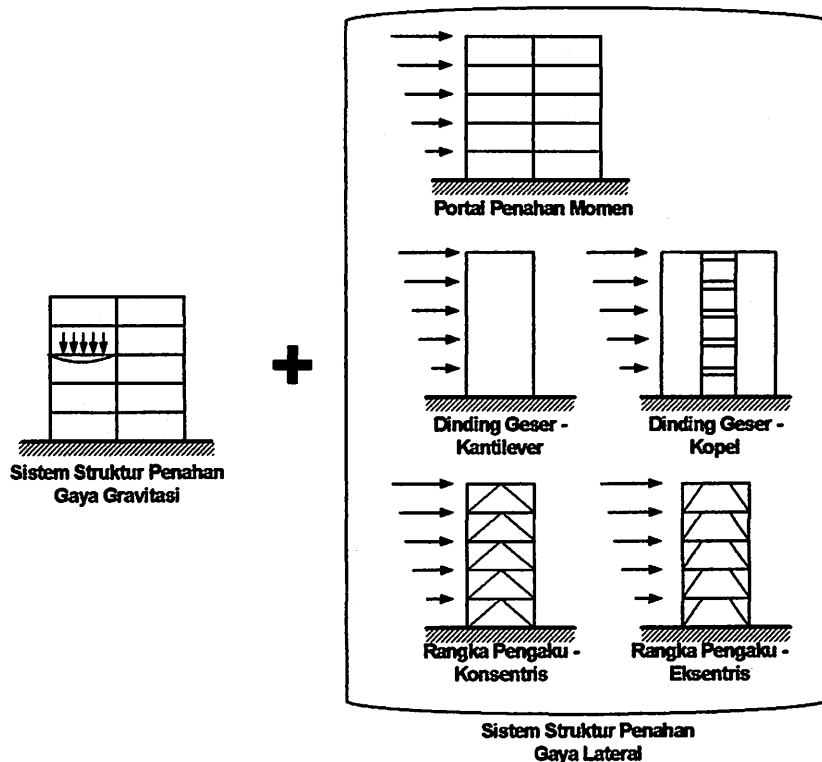 Portal Penahan Momen
Dinding Geser -
Kantilever
Dinding Geser -
Kopel
Sistem Struktur Penahan
Gaya Gravitasi
Rangka Pengaku -
Konsentris
Rangka Pengaku -
Eksentris
Sistem Struktur Penahan
Gaya Lateral